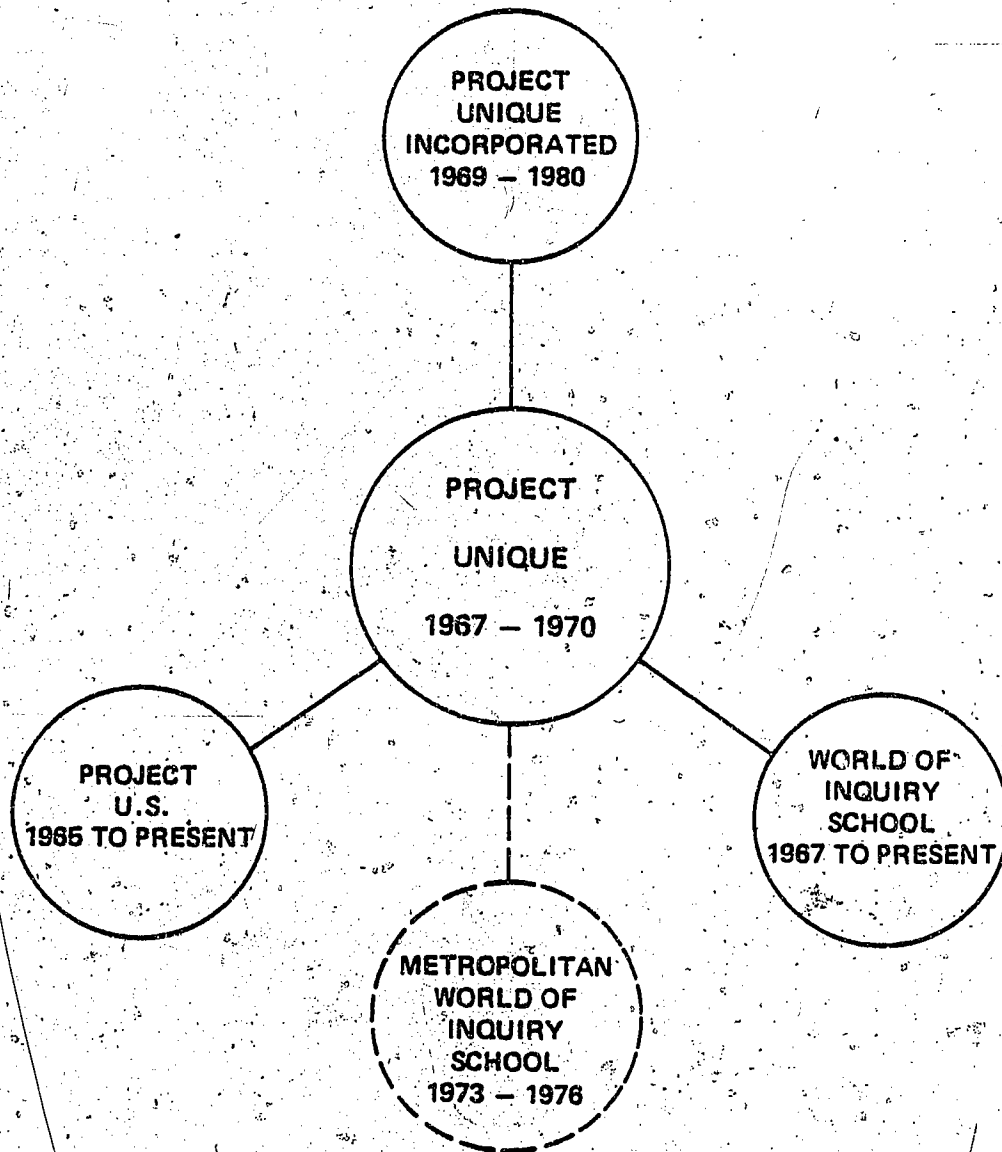 PROJECT
UNIQUE
INCORPORATED
1969 – 1980
PROJECT
UNIQUE
1967 – 1970
PROJECT
U.S.
1965 TO PRESENT
WORLD OF
INQUIRY
SCHOOL
1967 TO PRESENT
METROPOLITAN
WORLD OF
INQUIRY
SCHOOL
1973 – 1976